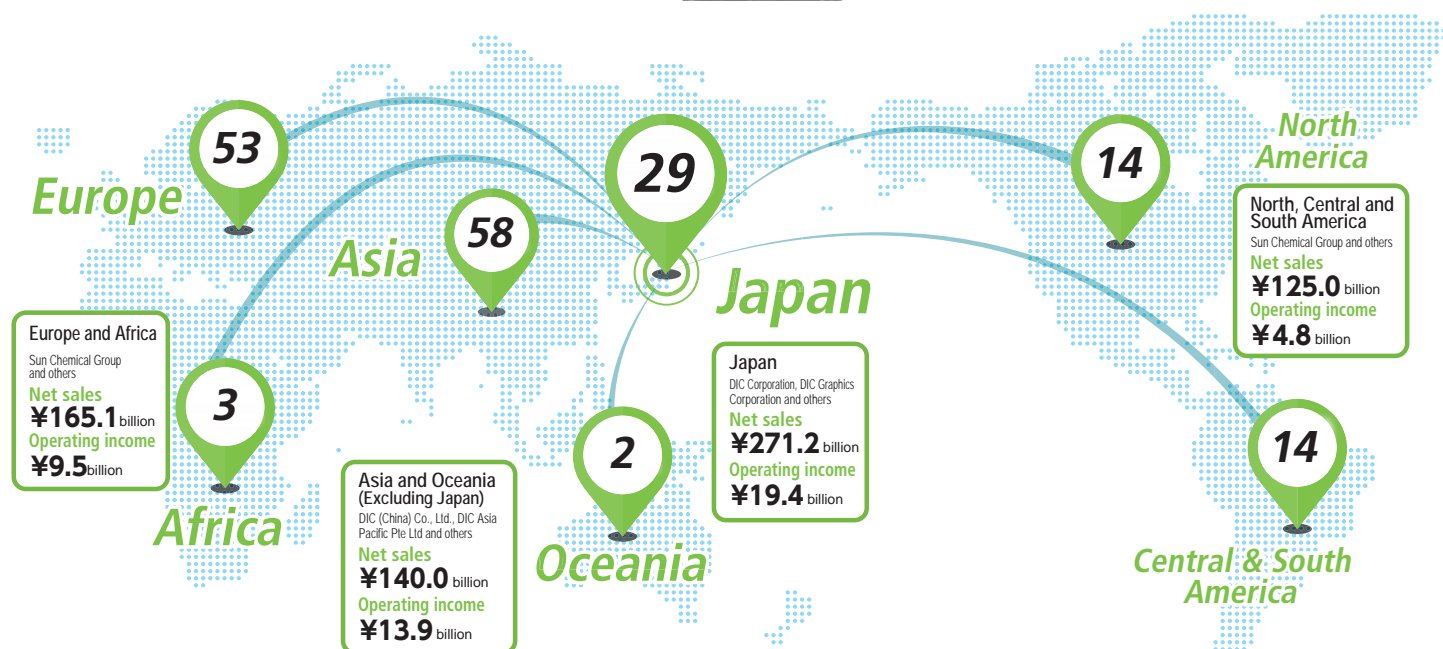 53
Europe
29
14
North
America
58
Asia
Japan
North, Central and
South America
Sun Chemical Group and others
Net sales
¥125.0 billion
Operating income
¥4.8 billion
Europe and Africa
Sun Chemical Group
and others
Net sales
¥165.1 billion
Operating income
¥9.5 billion
3
Africa
Asia and Oceania
(Excluding Japan)
DIC (China) Co., Ltd., DIC Asia
Pacific Pte Ltd and others
Net sales
¥140.0 billion
Operating income
¥13.9 billion
2
Oceania
Japan
DIC Corporation, DIC Graphics
Corporation and others
Net sales
¥271.2 billion
Operating income
¥19.4 billion
14
Central & South
America